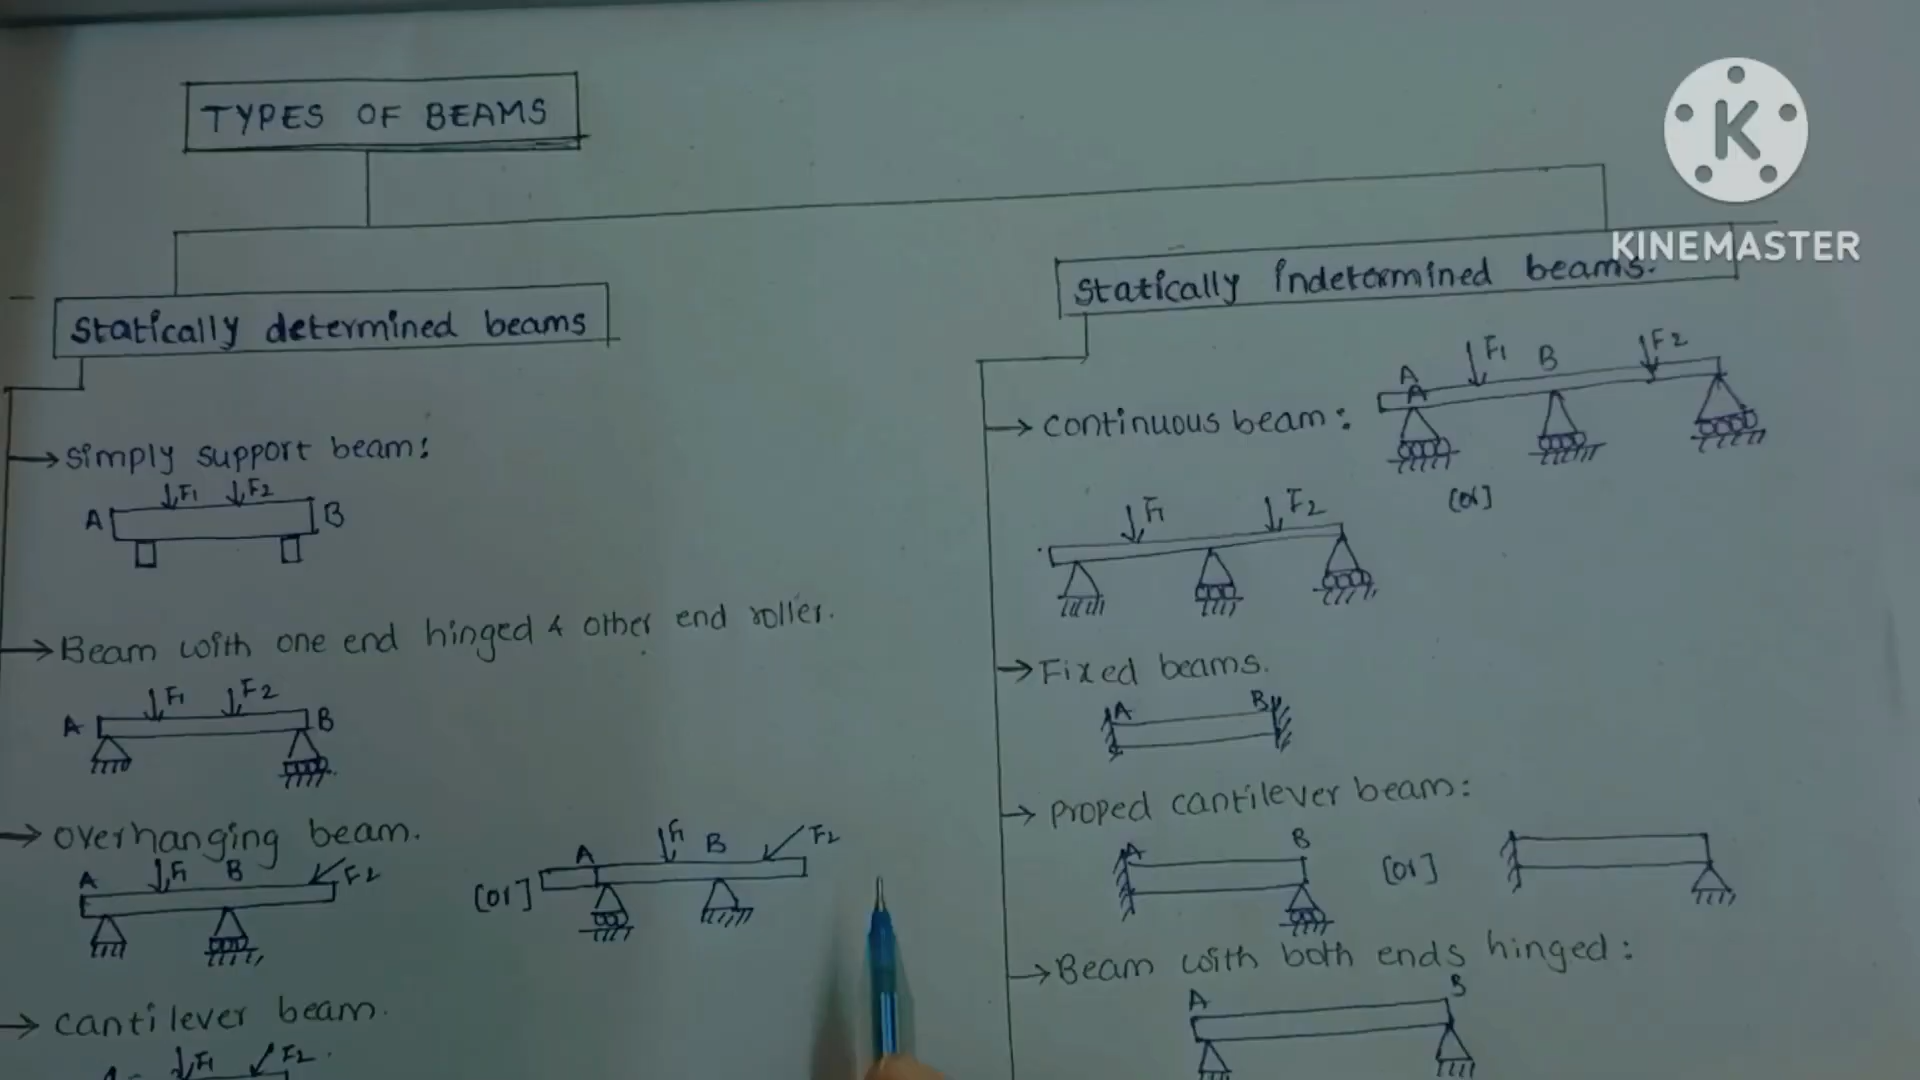 TYPES OF BEAMS
K
KINEMASTER
Statically determined beams
simply support beam:
F1 F2
A B
Beam with one end hinged & other end roller.
F1 F2
A B
overhanging beam.
A F1 B F2
[or]
A F1 B F2
cantilever beam.
F1 F2
Statically indetermined beams.
continuous beam:
A F1 B F2
A
[or]
F1 F2
Fixed beams.
A B
proped cantilever beam:
A B
[or]
Beam with both ends hinged:
A B